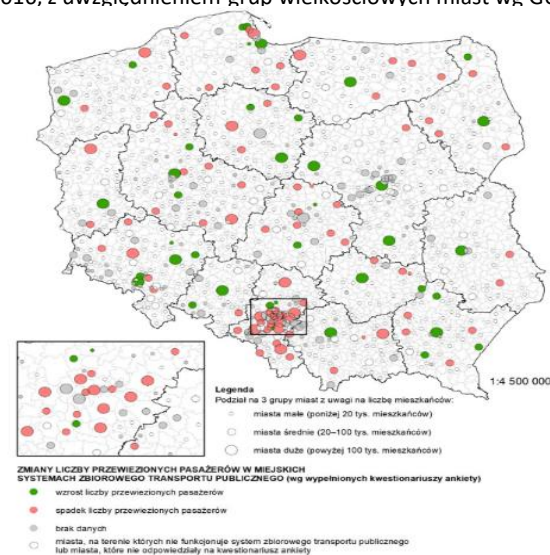 2016, z uwzględnieniem grup wielkościowych miast wg
1:4 500 000
Legenda
Podział na 3 grupy miast z uwagi na liczbę mieszkańców:
miasta małe (poniżej 20 tys. mieszkańców)
miasta średnie (20–100 tys. mieszkańców)
miasta duże (powyżej 100 tys. mieszkańców)
ZMIANY LICZBY PRZEWIEZIONYCH PASAŻERÓW W MIEJSKICH
SYSTEMACH ZBIOROWEGO TRANSPORTU PUBLICZNEGO (wg wypełnionych kwestionariuszy ankiety)
wzrost liczby przewiezionych pasażerów
spadek liczby przewiezionych pasażerów
brak danych
miasta, na terenie których nie funkcjonuje system zbiorowego transportu publicznego
lub miasta, które nie odpowiedziały na kwestionariusz ankiety